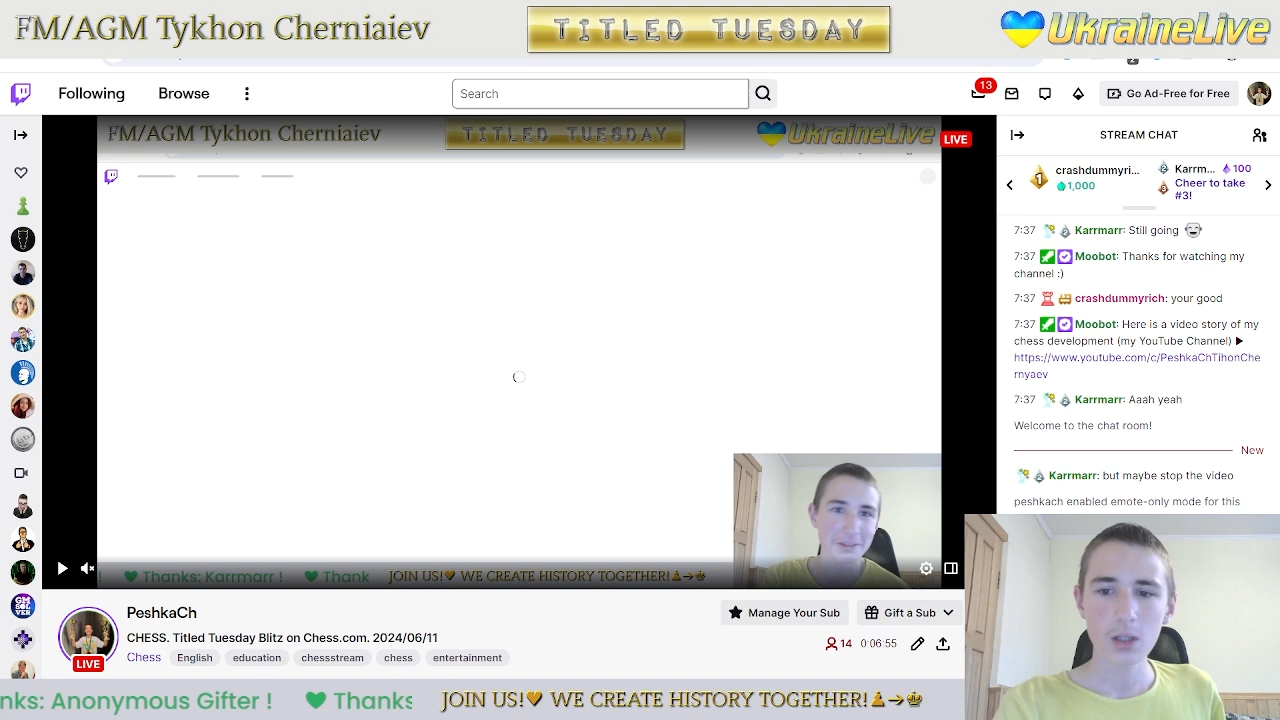 FM/AGM Tykhon Cherniaiev
TITLED TUESDAY
UkraineLive
Following
Browse
Search
13
Go Ad-Free for Free
FM/AGM Tykhon Cherniaiev
TITLED TUESDAY
UkraineLive
LIVE
STREAM CHAT
1
crashdummyri...
1,000
2 Karrm... 100
3 Cheer to take
#3!
7:37 Karrmarr: Still going
7:37 Moobot: Thanks for watching my
channel :)
7:37 crashdummyrich: your good
7:37 Moobot: Here is a video story of my
chess development (my YouTube Channel) ▶
https://www.youtube.com/c/PeshkaChTihonChe
rnyaev
7:37 Karrmarr: Aaah yeah
Welcome to the chat room!
New
Karrmarr: but maybe stop the video
peshkach enabled emote-only mode for this
! Thanks: Karrmarr ! Thank
JOIN US! WE CREATE HISTORY TOGETHER!
PeshkaCh
Manage Your Sub
Gift a Sub
CHESS. Titled Tuesday Blitz on Chess.com. 2024/06/11
14 0:06:55
Chess English education chessstream chess entertainment
LIVE
nks: Anonymous Gifter ! Thanks
JOIN US! WE CREATE HISTORY TOGETHER!